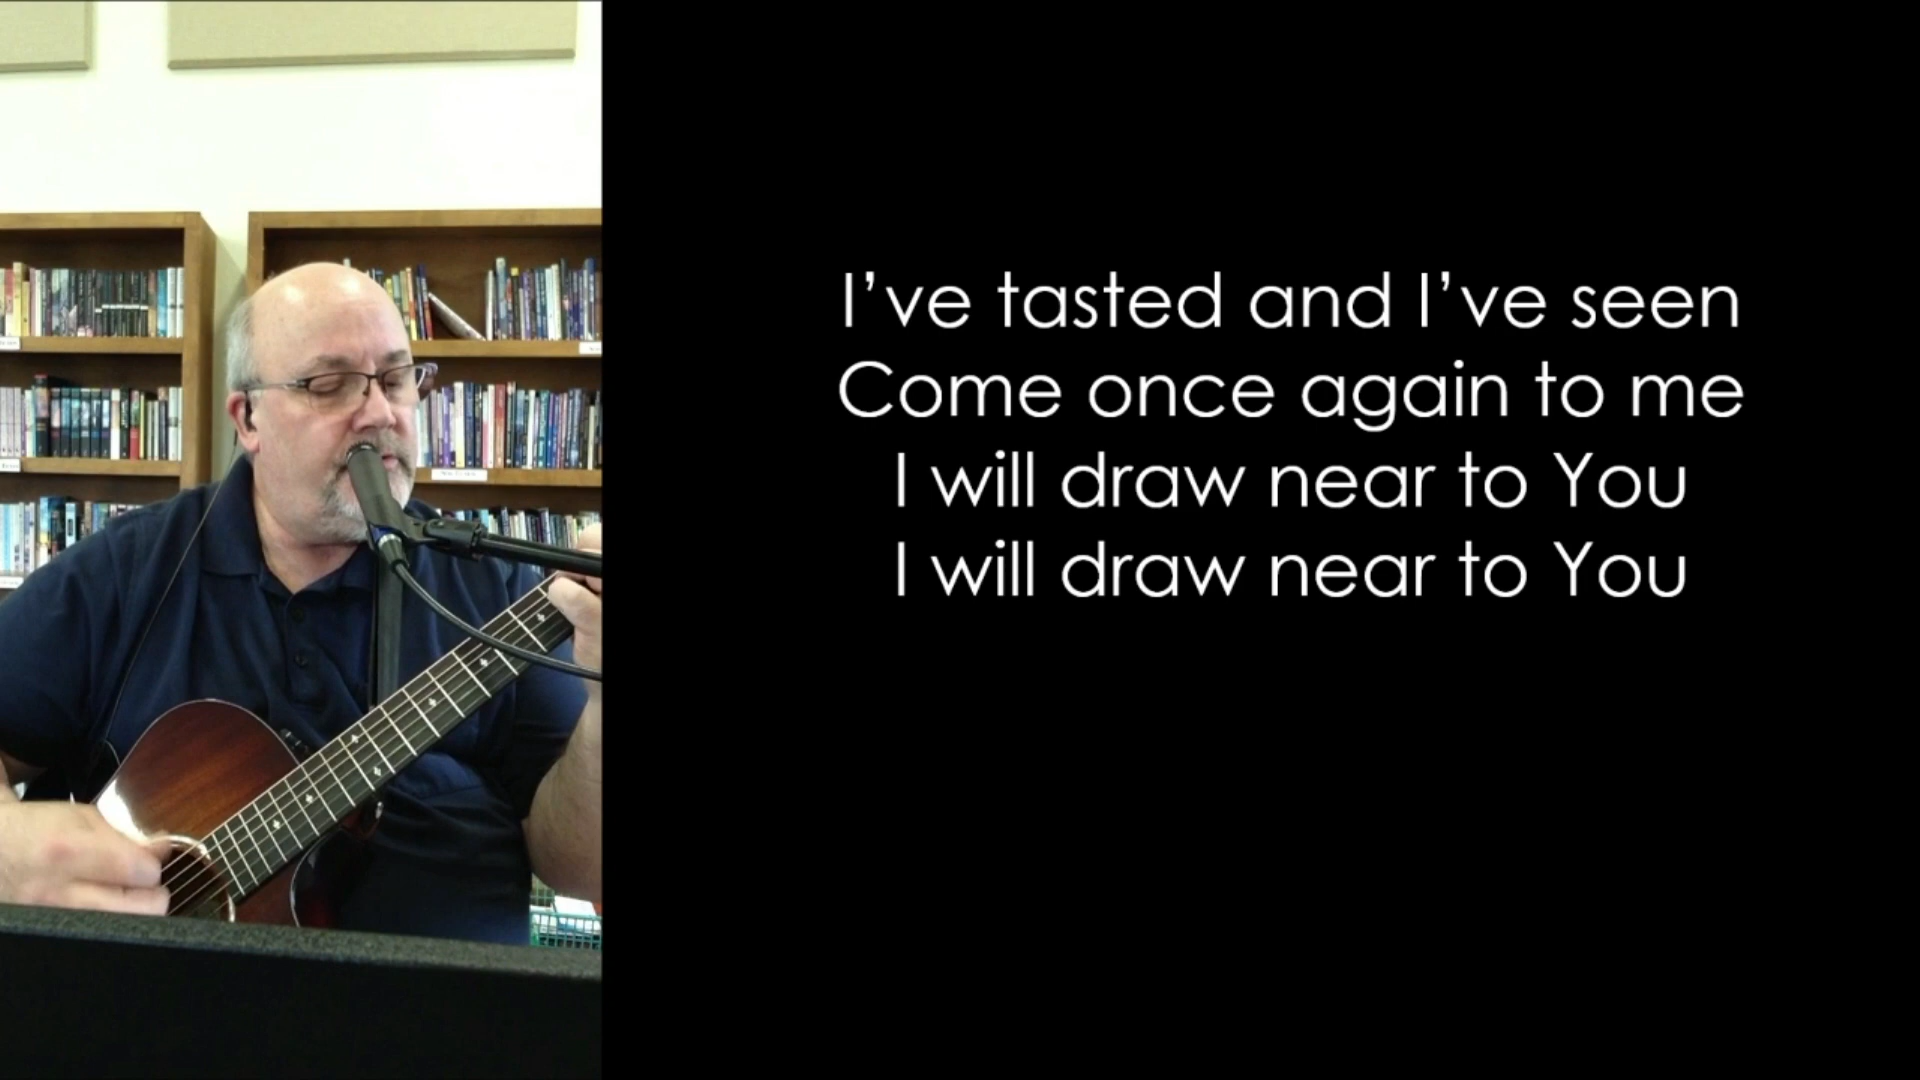 I’ve tasted and I’ve seen
Come once again to me
I will draw near to You
I will draw near to You